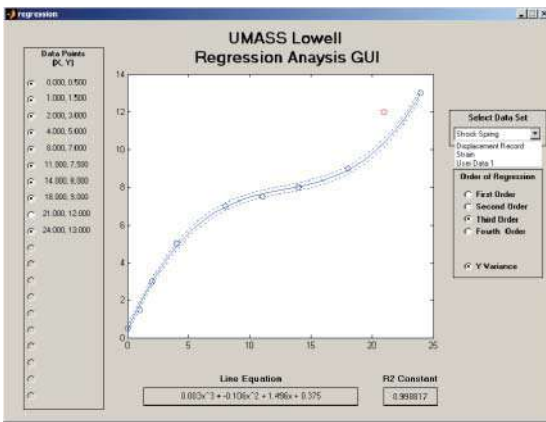 regression
UMASS Lowell
Regression Anaysis GUI
Data Points
(X, Y)
0.000, 0.500
1.000, 1.500
2.000, 3.000
4.000, 5.000
8.000, 7.000
11.000, 7.500
14.000, 8.000
18.000, 9.000
21.000, 12.000
24.000, 13.000
14
12
10
8
6
4
2
0
0
5
10
15
20
25
Select Data Set
Shock Spring
Displacement Record
Strain
User Data 1
Order of Regression
First Order
Second Order
Third Order
Fourth Order
Y Variance
Line Equation
0.003x^3 + -0.106x^2 + 1.496x + 0.375
R2 Constant
0.998817